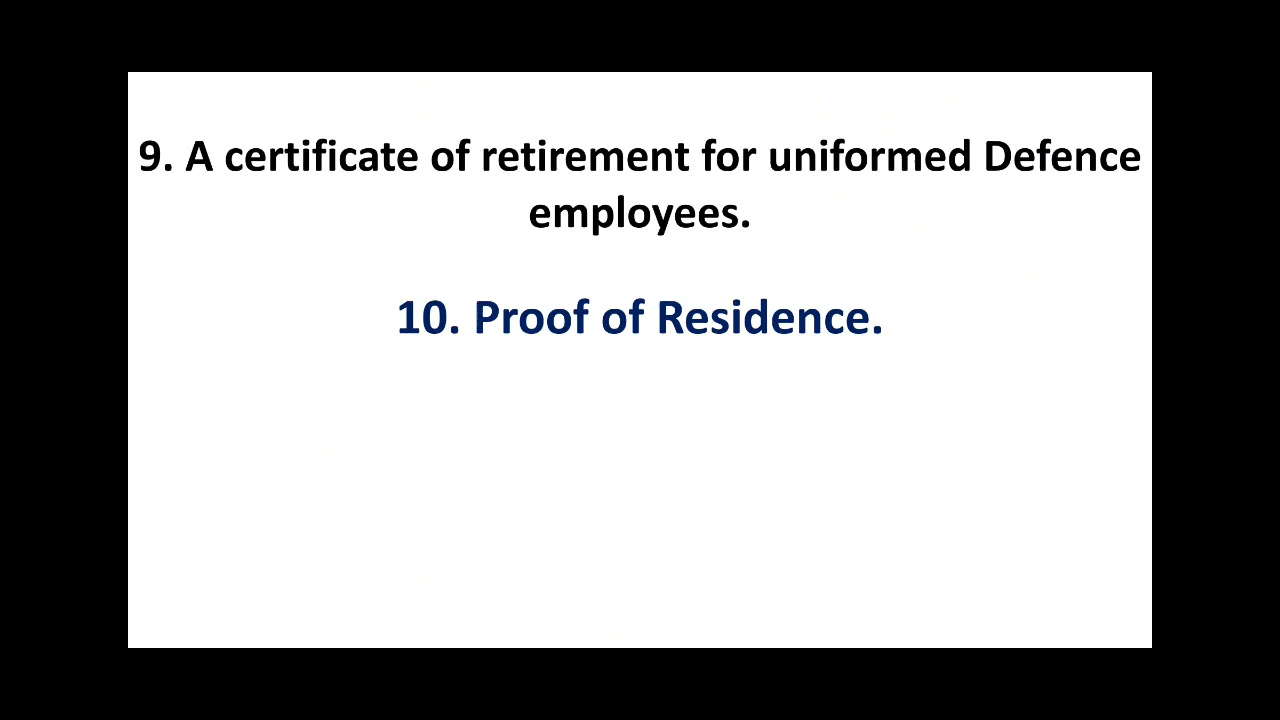 9. A certificate of retirement for uniformed Defence
employees.
10. Proof of Residence.